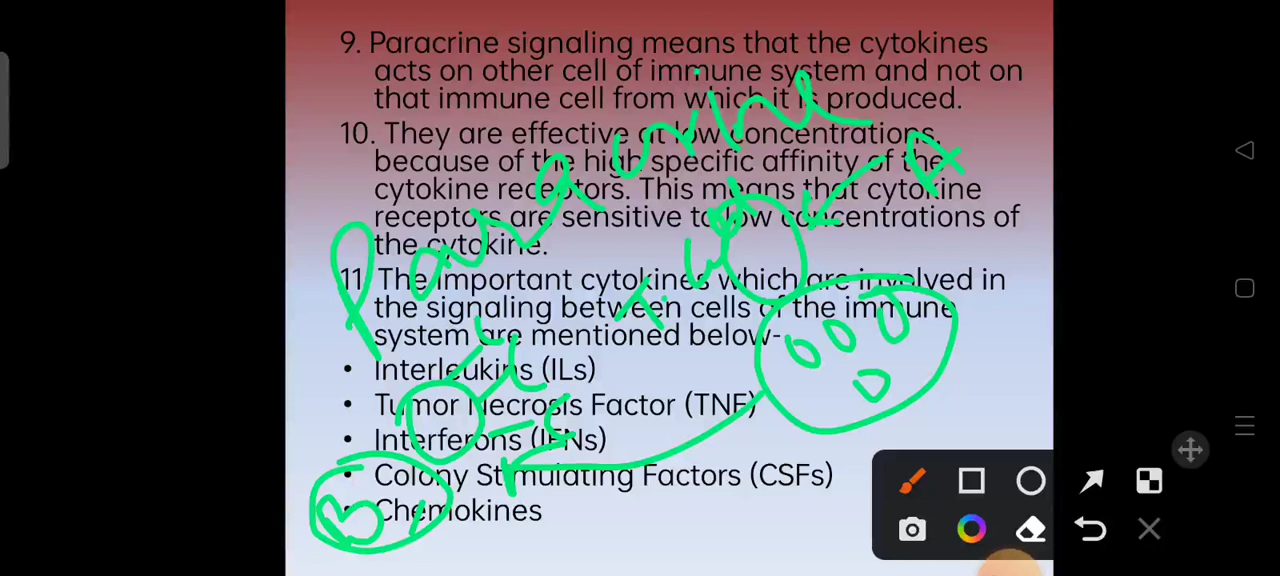 9. Paracrine signaling means that the cytokines
acts on other cell of immune system and not on
that immune cell from which it is produced.
10. They are effective at low concentrations,
because of the high specific affinity of the
cytokine receptors. This means that cytokine
receptors are sensitive to low concentrations of
the cytokine.
11. The important cytokines which are involved in
the signaling between cells of the immune
system are mentioned below-
• Interleukins (ILs)
• Tumor Necrosis Factor (TNF)
• Interferons (IFNs)
• Colony Stimulating Factors (CSFs)
• Chemokines
Paracrine
A
B